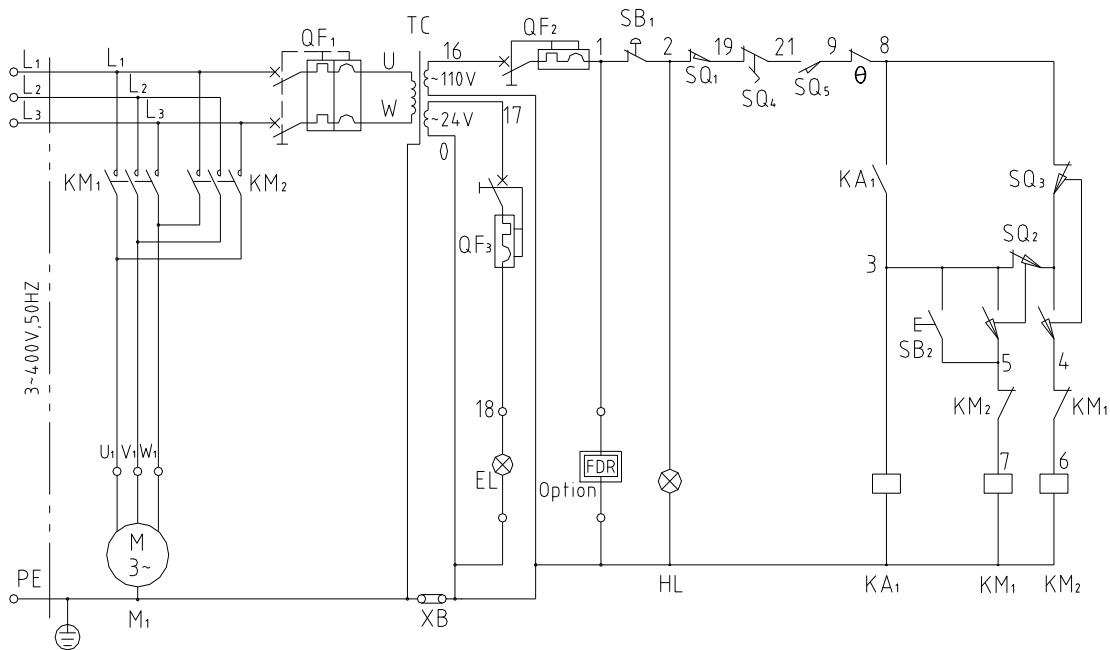 TC
QF₁
QF₂
SB₁
L₁
L₁
L₂
L₂
L₃
L₃
U
W
16
~110V
17
~24V
0
1
2
19
21
9
8
SQ₁
SQ₄
SQ₅
θ
KM₁
KM₂
KA₁
SQ₃
SQ₂
QF₃
3
3~400V,50HZ
SB₂
5
4
KM₂
KM₁
18
U₁
V₁
W₁
EL
FDR
Option
7
6
M
3~
PE
HL
KA₁
KM₁
KM₂
M₁
XB